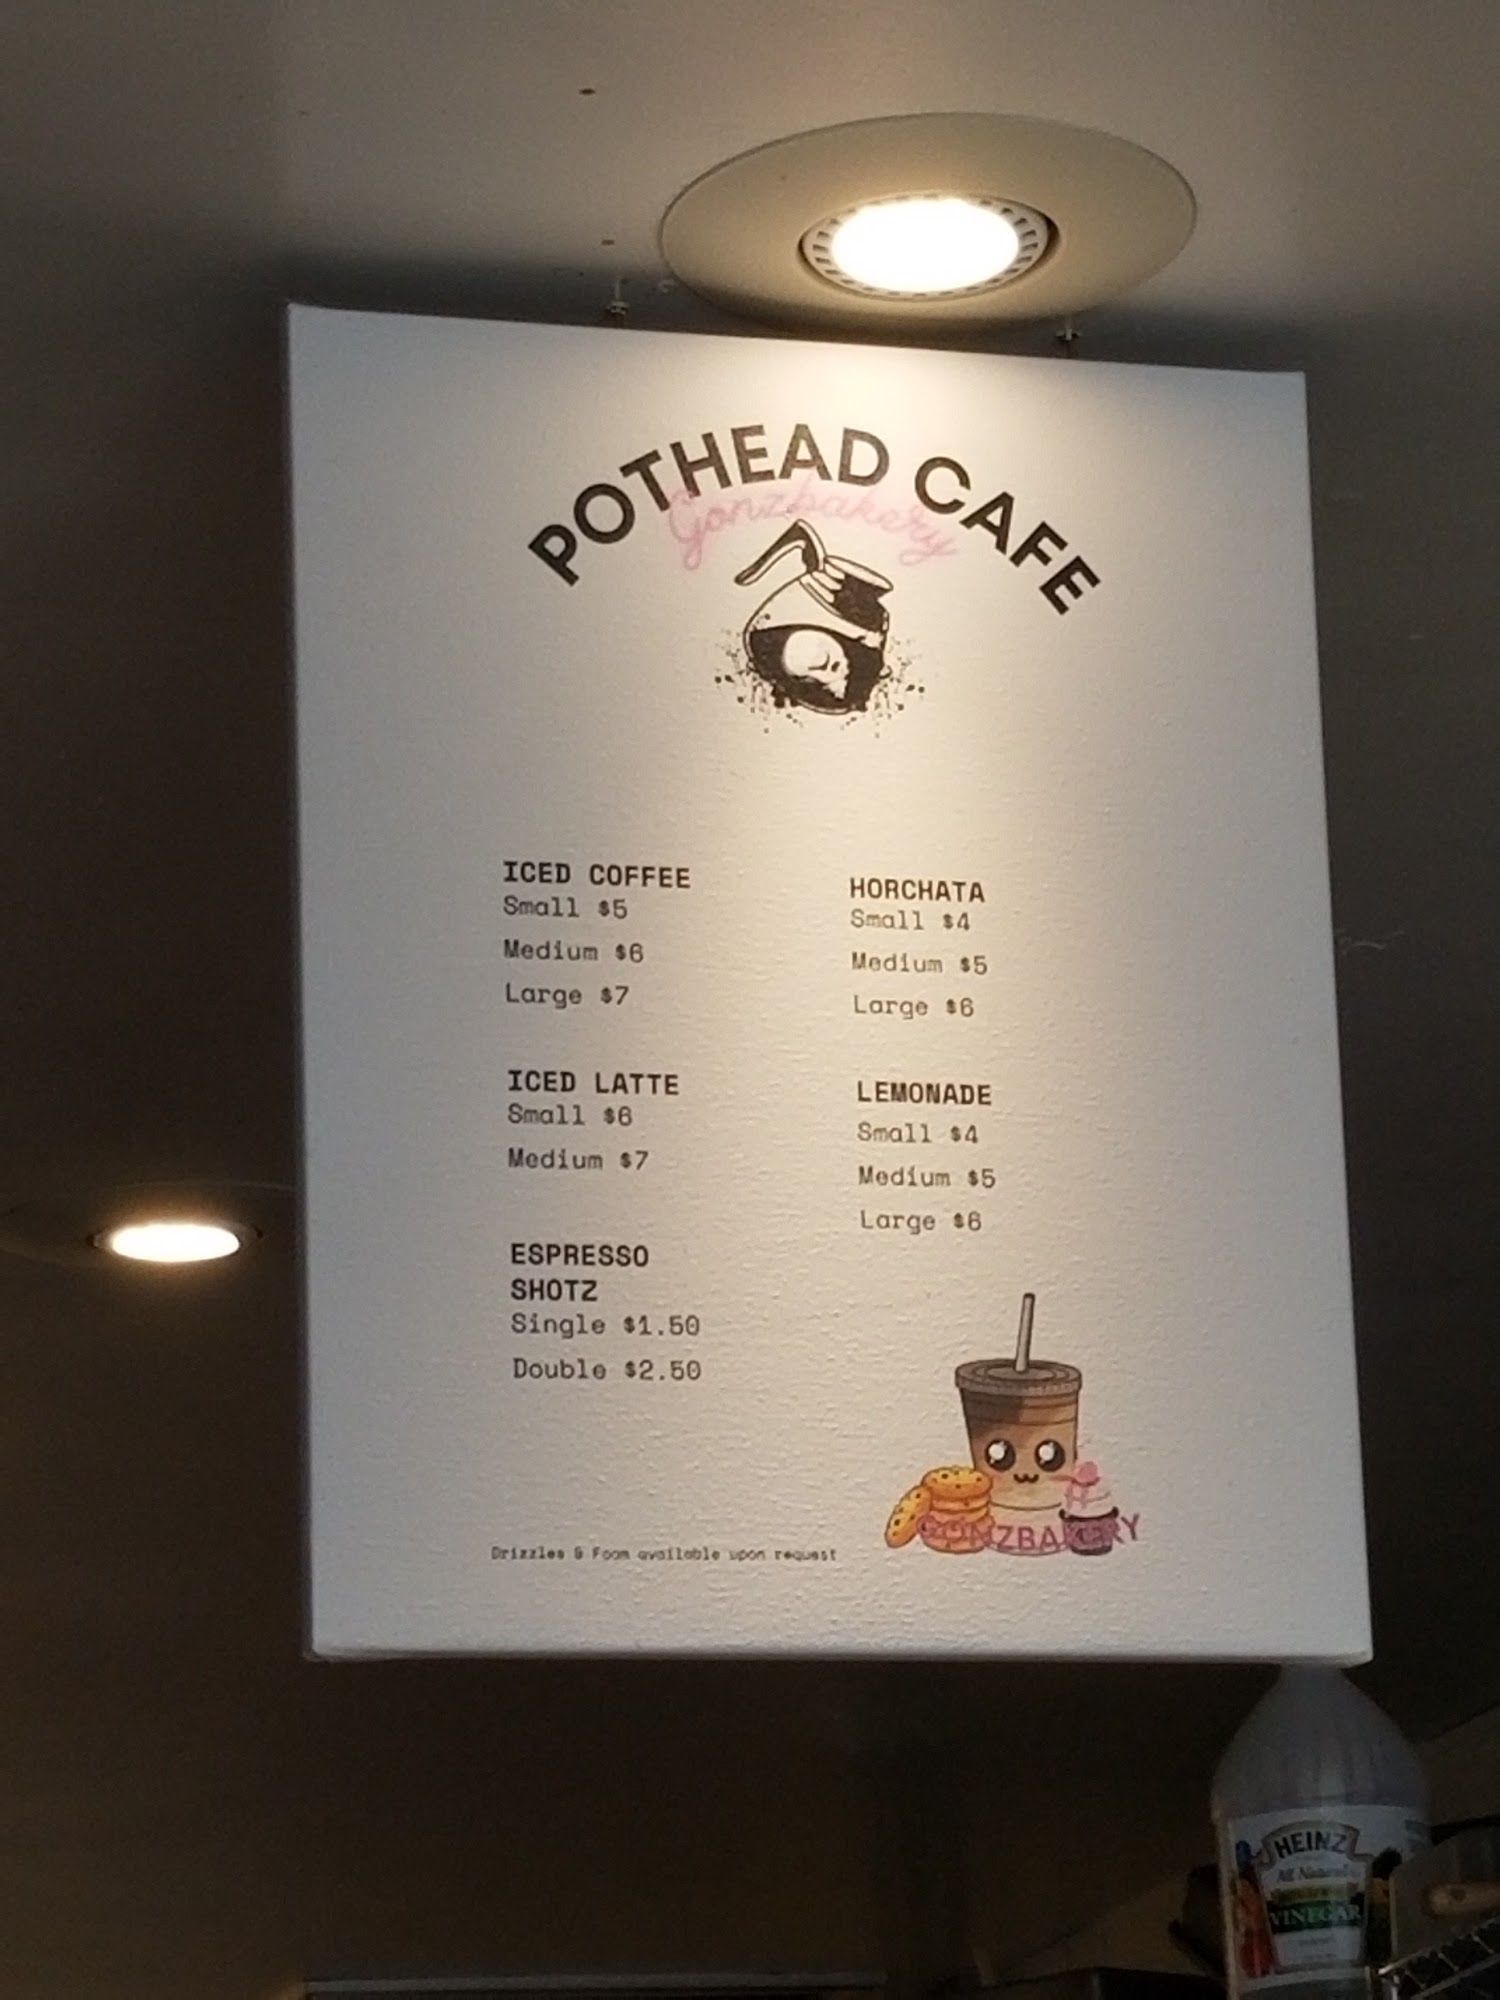 POTHEAD CAFE
Gonzbakery
ICED COFFEE
Small $5
Medium $6
Large $7
ICED LATTE
Small $6
Medium $7
ESPRESSO
SHOTZ
Single $1.50
Double $2.50
HORCHATA
Small $4
Medium $5
Large $6
LEMONADE
Small $4
Medium $5
Large $6
GONZBAKERY
Drizzles & Foam available upon request
HEINZ
All Natural
VINEGAR